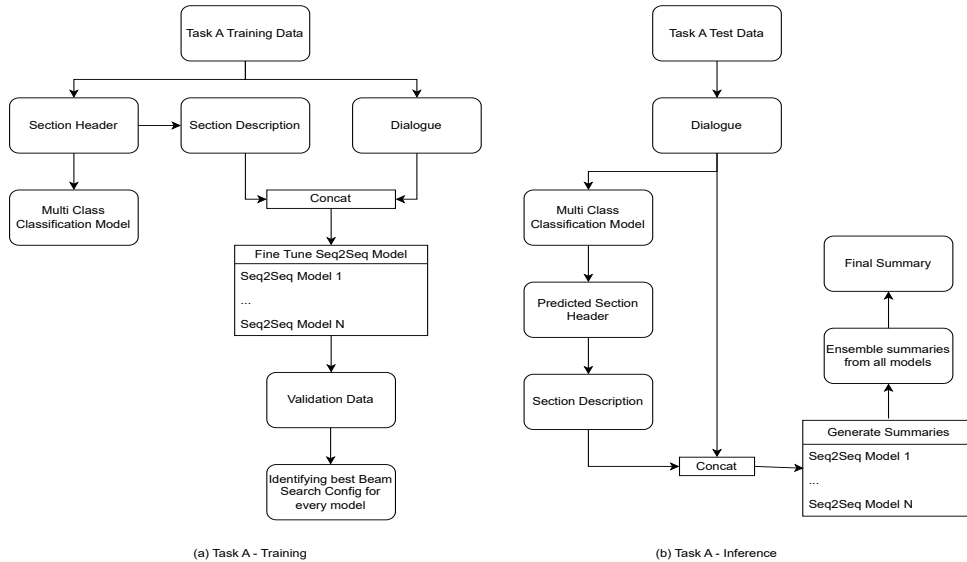 Task A Training Data
Section Header
Section Description
Dialogue
Multi Class
Classification Model
Concat
Fine Tune Seq2Seq Model
Seq2Seq Model 1
...
Seq2Seq Model N
Validation Data
Identifying best Beam
Search Config for
every model
(a) Task A - Training
Task A Test Data
Dialogue
Multi Class
Classification Model
Predicted Section
Header
Section Description
Concat
Generate Summaries
Seq2Seq Model 1
...
Seq2Seq Model N
Ensemble summaries
from all models
Final Summary
(b) Task A - Inference